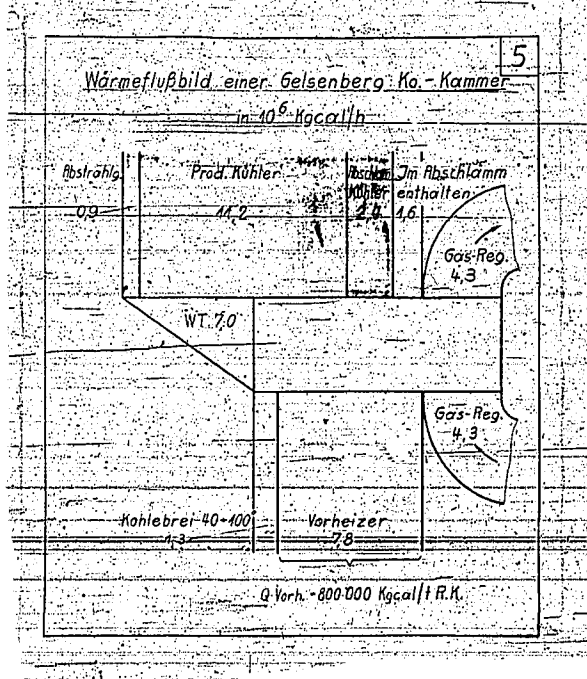 5
Wärmeflußbild einer Gelsenberg Ko.-Kammer
in 10⁶ Kgcal/h
Abstrahlg.
0,9
Prod. Kühler
11,2
Kühler
2,4
Im Abschlamm
enthalten
1,6
Gas-Reg.
4,3
WT. 7,0
Gas-Reg.
4,3
Kohlebrei 40÷100
1,3
Vorheizer
7,8
Q Vorh. = 800 000 Kgcal/t R.K.